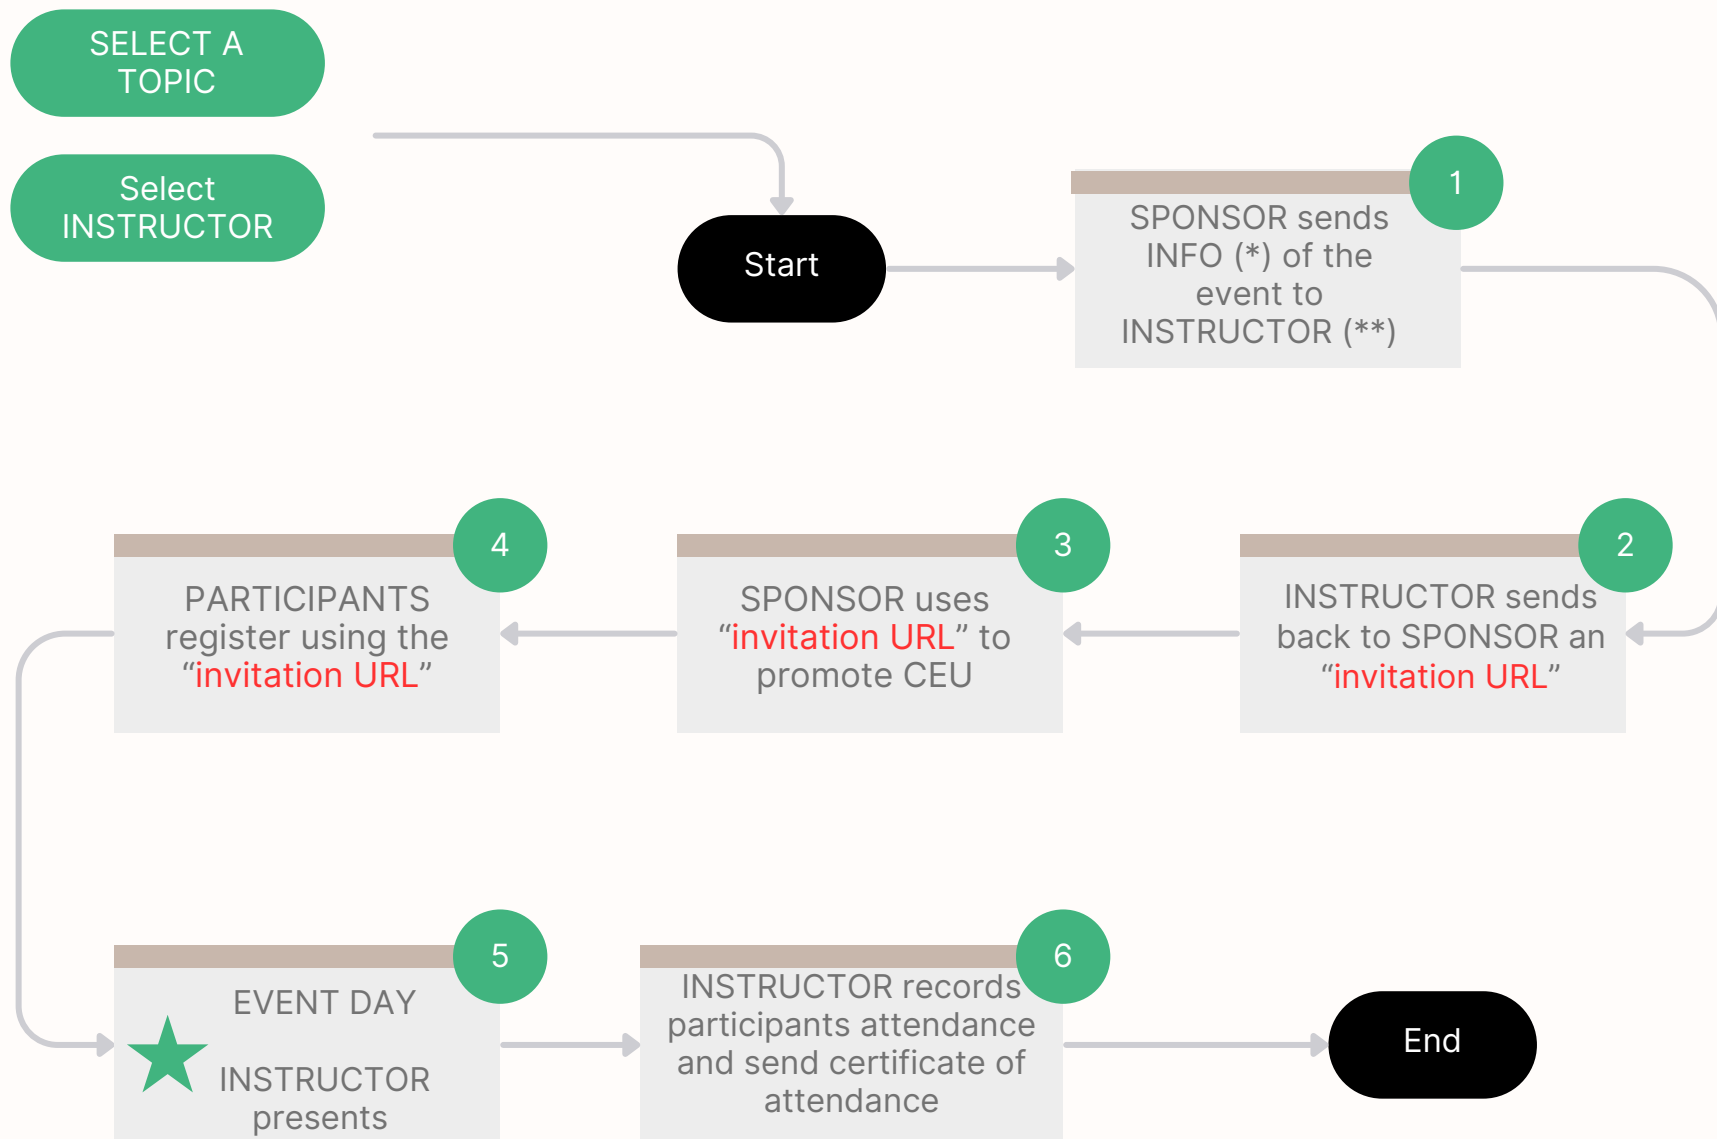 SELECT A
TOPIC
Select
INSTRUCTOR
Start
1
SPONSOR sends
INFO (*) of the
event to
INSTRUCTOR (**)
2
INSTRUCTOR sends
back to SPONSOR an
“invitation URL”
3
SPONSOR uses
“invitation URL” to
promote CEU
4
PARTICIPANTS
register using the
“invitation URL”
5
EVENT DAY
INSTRUCTOR
presents
6
INSTRUCTOR records
participants attendance
and send certificate of
attendance
End